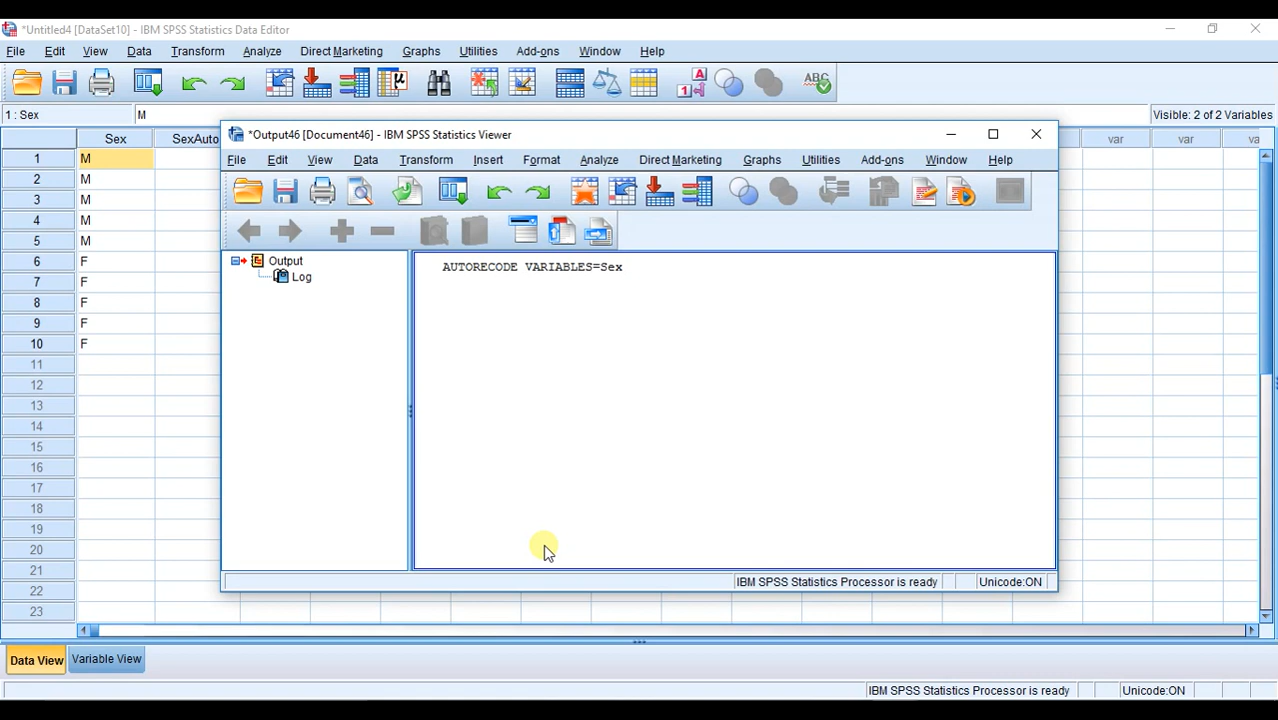 *Untitled4 [DataSet10] - IBM SPSS Statistics Data Editor
File Edit View Data Transform Analyze Direct Marketing Graphs Utilities Add-ons Window Help
1 : Sex M Visible: 2 of 2 Variables
Sex SexAuto var var va
1 M
2 M
3 M
4 M
5 M
6 F
7 F
8 F
9 F
10 F
11
12
13
14
15
16
17
18
19
20
21
22
23
*Output46 [Document46] - IBM SPSS Statistics Viewer
File Edit View Data Transform Insert Format Analyze Direct Marketing Graphs Utilities Add-ons Window Help
Output
Log
AUTORECODE VARIABLES=Sex
IBM SPSS Statistics Processor is ready Unicode:ON
Data View Variable View
IBM SPSS Statistics Processor is ready Unicode:ON